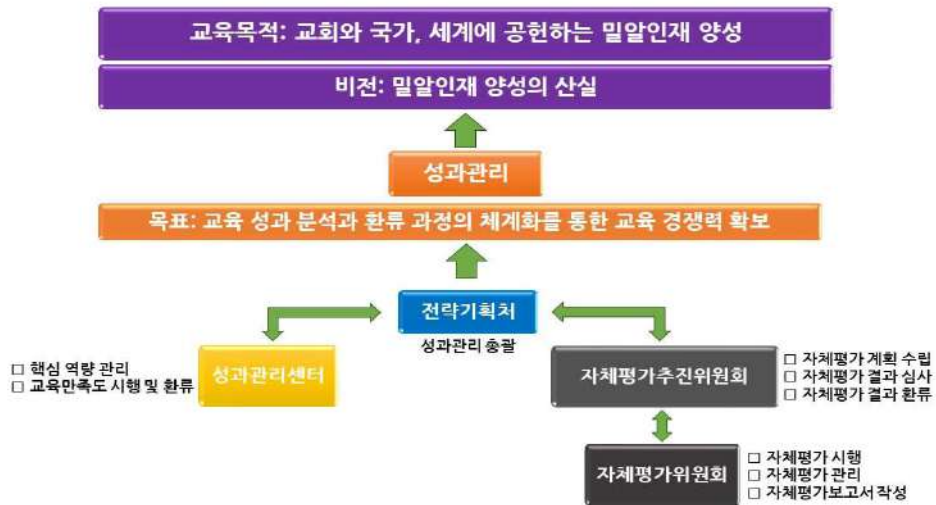 교육목적: 교회와 국가, 세계에 공헌하는 밀알인재 양성
비전: 밀알인재 양성의 산실
성과관리
목표: 교육 성과 분석과 환류 과정의 체계화를 통한 교육 경쟁력 확보
전략기획처
성과관리 총괄
□ 핵심 역량 관리
□ 교육만족도 시행 및 환류
성과관리센터
자체평가추진위원회
□ 자체평가 계획 수립
□ 자체평가 결과 심사
□ 자체평가 결과 환류
자체평가위원회
□ 자체평가 시행
□ 자체평가 관리
□ 자체평가보고서 작성